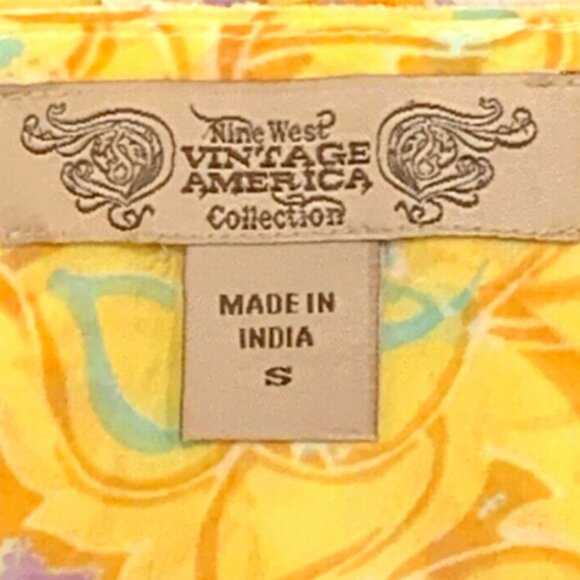 Nine West
VINTAGE
AMERICA
Collection
MADE IN
INDIA
S